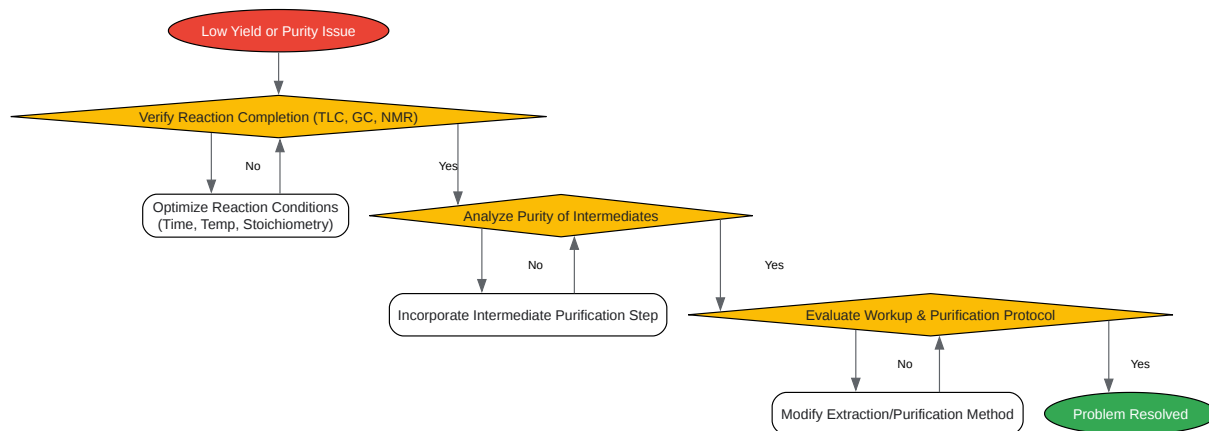 Low Yield or Purity Issue
Verify Reaction Completion (TLC, GC, NMR)
No
Yes
Optimize Reaction Conditions
(Time, Temp, Stoichiometry)
Analyze Purity of Intermediates
No
Yes
Incorporate Intermediate Purification Step
Evaluate Workup & Purification Protocol
No
Yes
Modify Extraction/Purification Method
Problem Resolved